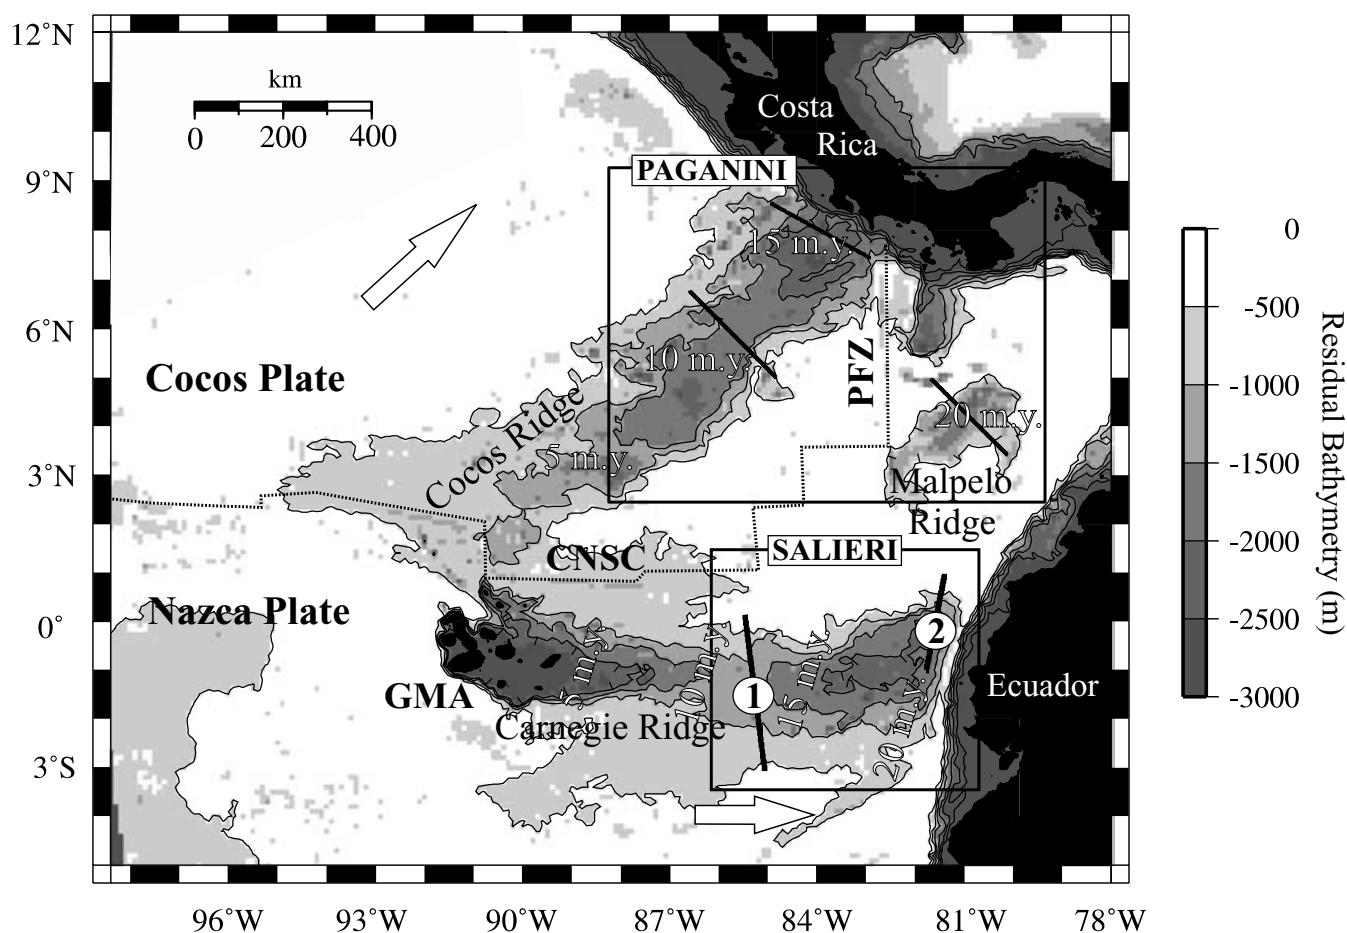 12°N
9°N
6°N
3°N
0°
3°S
96°W
93°W
90°W
87°W
84°W
81°W
78°W
km
0
200
400
Costa
Rica
PAGANINI
15 m.y.
10 m.y.
5 m.y.
20 m.y.
Cocos Plate
Cocos Ridge
PFZ
Malpelo
Ridge
CNSC
SALIERI
Nazca Plate
GMA
Carnegie Ridge
5 m.y.
10 m.y.
15 m.y.
20 m.y.
1
2
Ecuador
0
-500
-1000
-1500
-2000
-2500
-3000
Residual Bathymetry (m)